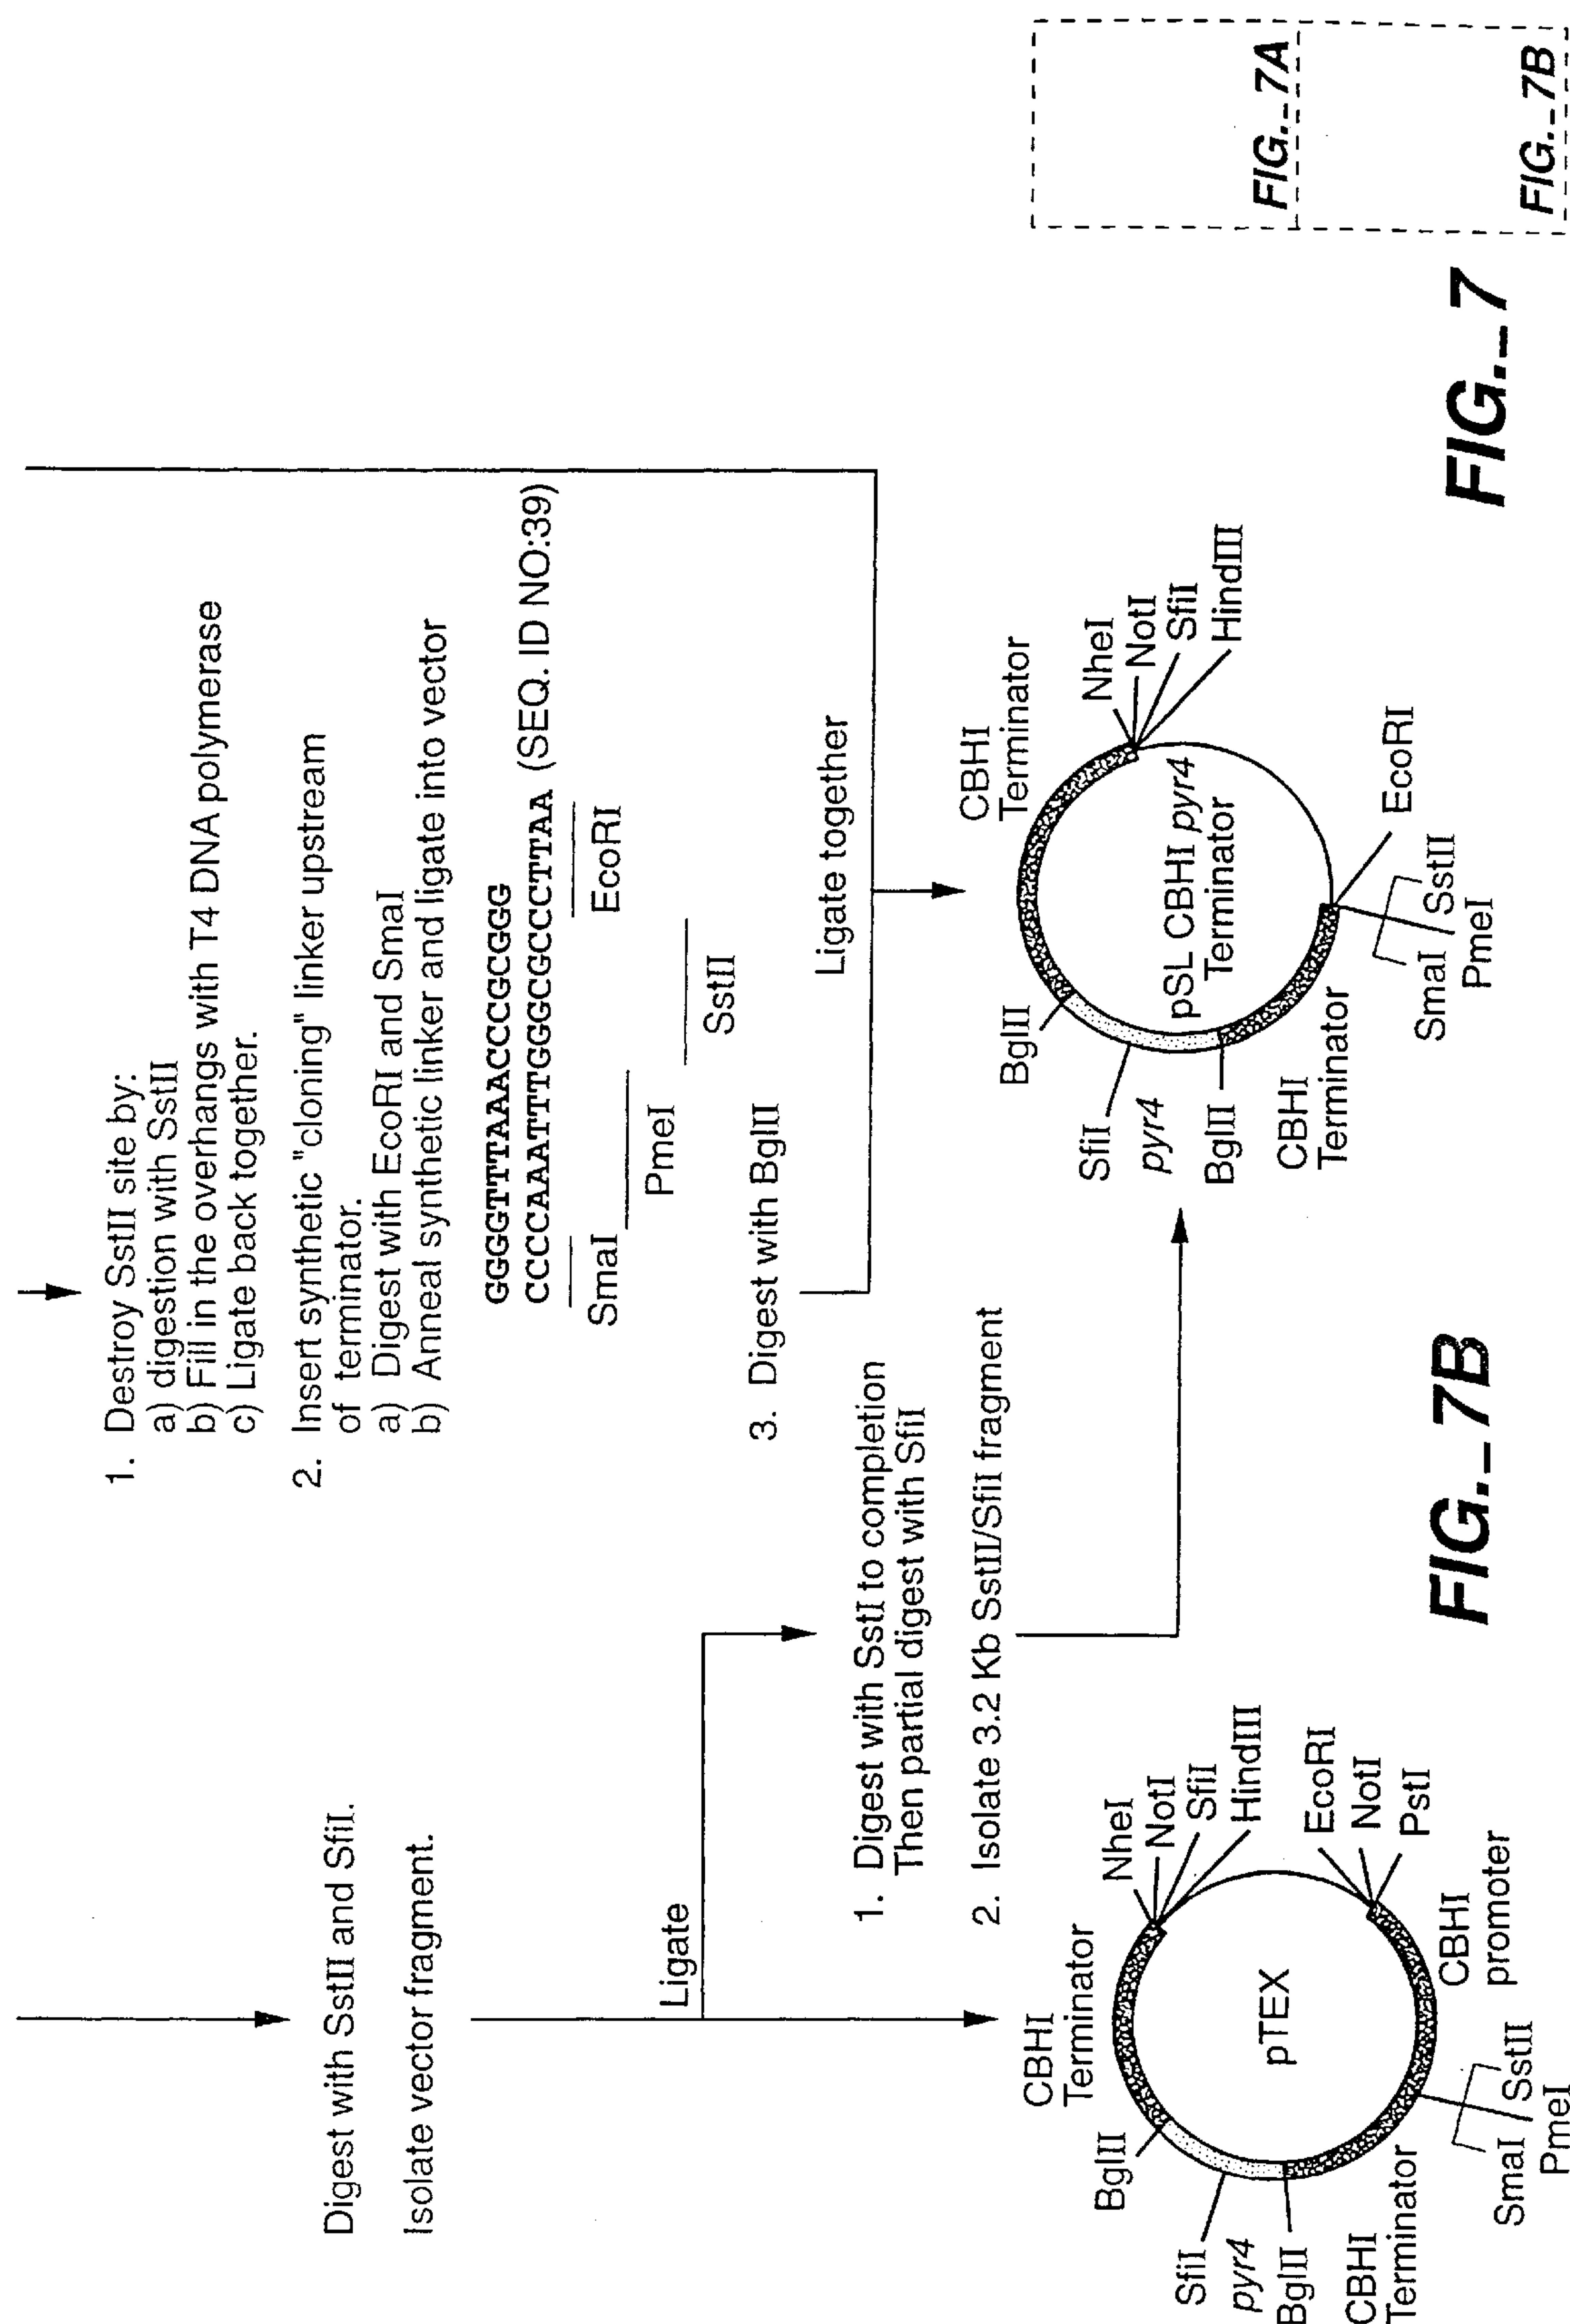 Digest with SstII and SfiI.
Isolate vector fragment.
Ligate
1. Destroy SstII site by:
a) digestion with SstII
b) Fill in the overhangs with T4 DNA polymerase
c) Ligate back together.
2. Insert synthetic "cloning" linker upstream
of terminator.
a) Digest with EcoRI and SmaI
b) Anneal synthetic linker and ligate into vector
GGGGTTTAAACCCGCGGG
CCCCAAATTTGGGCGCCCTTAA (SEQ. ID NO:39)
SmaI
EcoRI
PmeI
SstII
3. Digest with BglII
Ligate together
1. Digest with SstI to completion
Then partial digest with SfiI
2. Isolate 3.2 Kb SstII/SfiI fragment
CBHI
Terminator
NheI
NotI
SfiI
HindIII
EcoRI
NotI
PstI
CBHI
promoter
SstII
PmeI
SmaI
CBHI
Terminator
BglII
pyr4
SfiI
BglII
pTEX
CBHI
Terminator
NheI
NotI
SfiI
HindIII
EcoRI
SstII
PmeI
SmaI
CBHI
Terminator
BglII
pyr4
SfiI
BglII
pSL CBHI pyr4
Terminator
FIG._7B
FIG._7
FIG._7A
FIG._7B